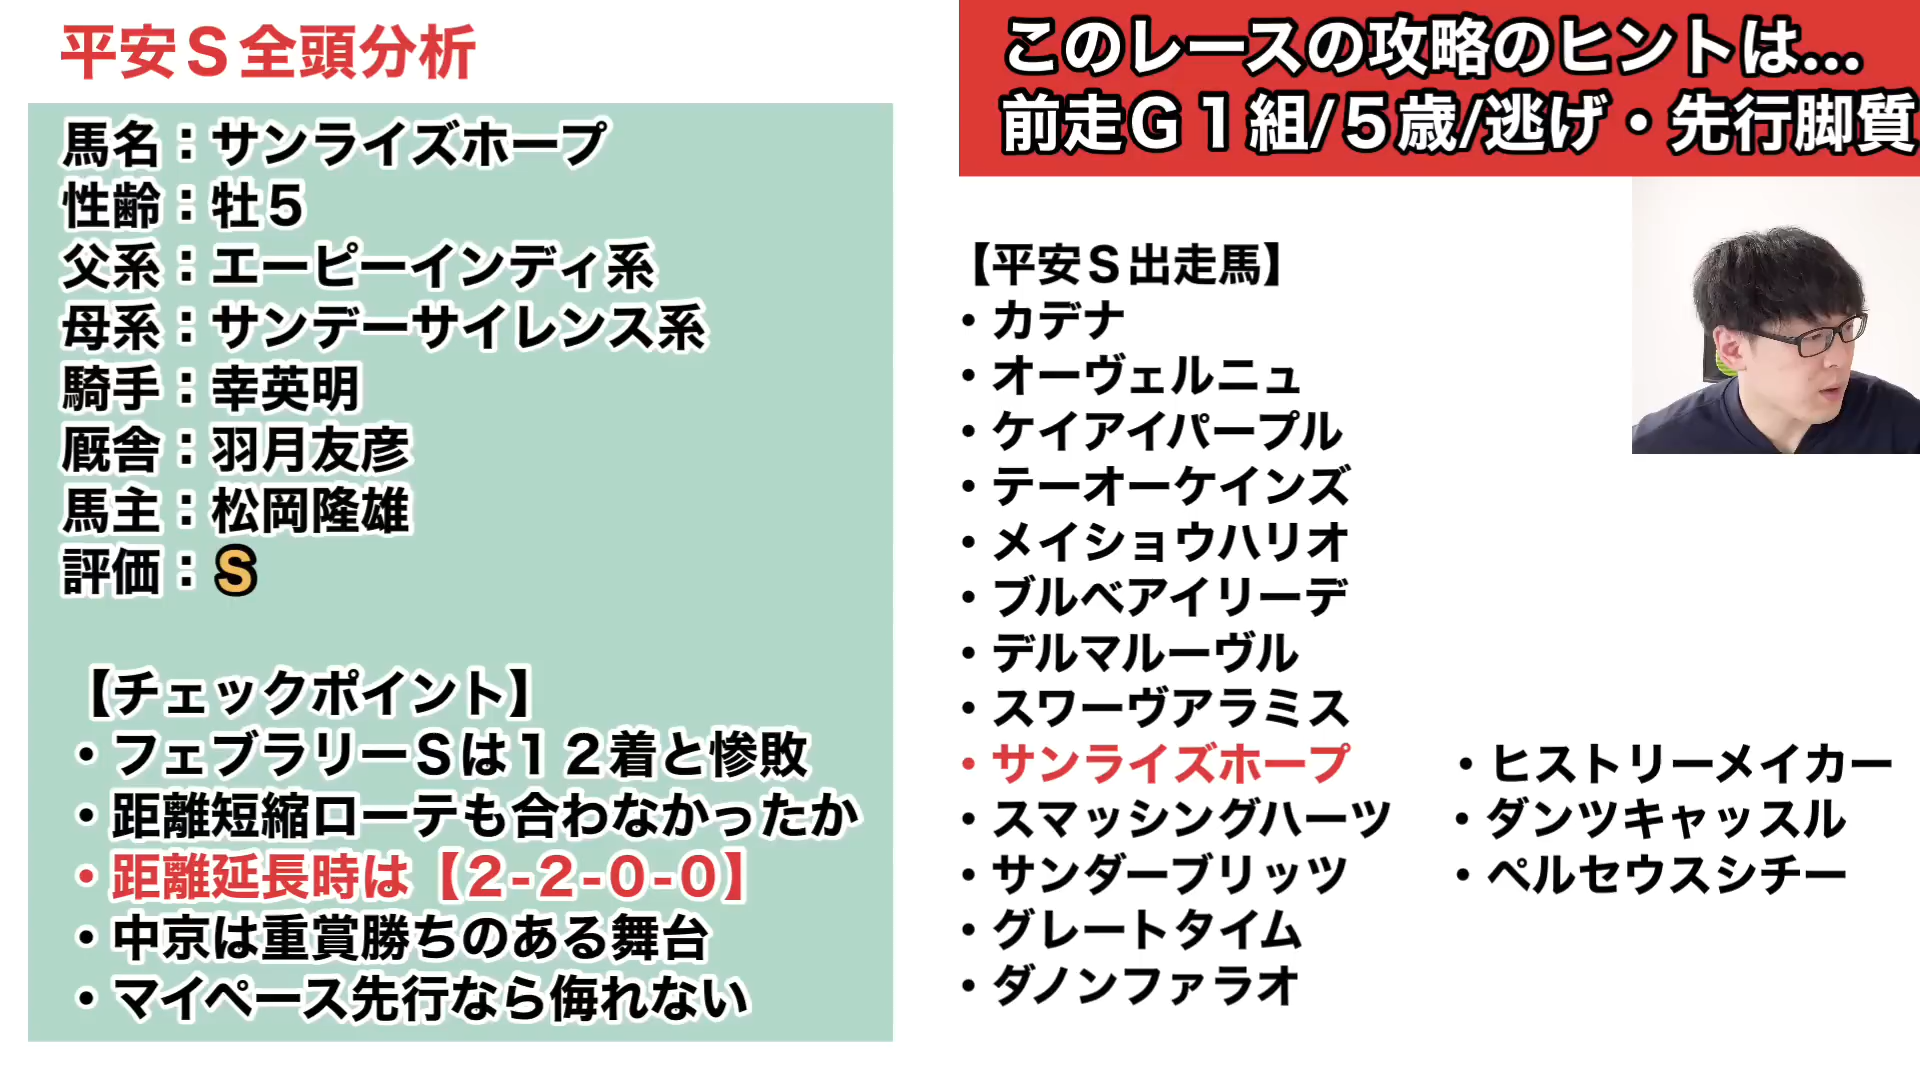 平安S全頭分析
馬名：サンライズホープ
性齢：牡5
父系：エーピーインディ系
母系：サンデーサイレンス系
騎手：幸英明
厩舎：羽月友彦
馬主：松岡隆雄
評価：S
【チェックポイント】
・フェブラリーSは12着と惨敗
・距離短縮ローテも合わなかったか
・距離延長時は【2-2-0-0】
・中京は重賞勝ちのある舞台
・マイペース先行なら侮れない
このレースの攻略のヒントは...
前走G1組/5歳/逃げ・先行脚質
【平安S出走馬】
・カデナ
・オーヴェルニュ
・ケイアイパープル
・テーオーケインズ
・メイショウハリオ
・ブルベアイリーデ
・デルマルーヴル
・スワーヴアラミス
・サンライズホープ
・スマッシングハーツ
・サンダーブリッツ
・グレートタイム
・ダノンファラオ
・ヒストリーメイカー
・ダンツキャッスル
・ペルセウスシチー